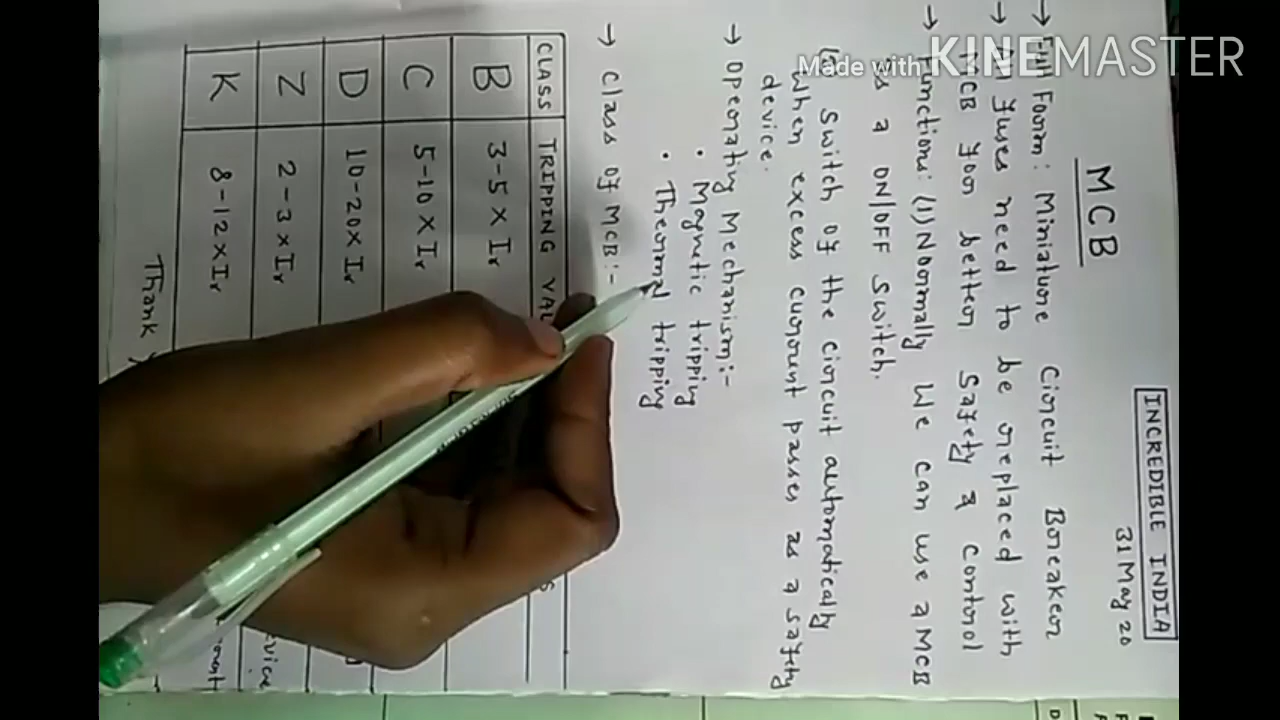 Made with KINEMASTER
INCREDIBLE INDIA
31 May 20
MCB
→ Full Form: Miniature Circuit Breaker
→ All fuses need to be replaced with
MCB for better safety & control
→ Functions: (1) Normally we can use a MCB
as a ON/OFF switch.
switch of the circuit automatically
when excess current passes as a safety
device.
→ Operating Mechanism:-
• Magnetic tripping
• Thermal tripping
→ Class of MCB:-
CLASS TRIPPING
B 3-5 x Ir
C 5-10 x Ir
D 10-20x Ir
Z 2-3 x Ir
K 8-12 x Ir
Thank